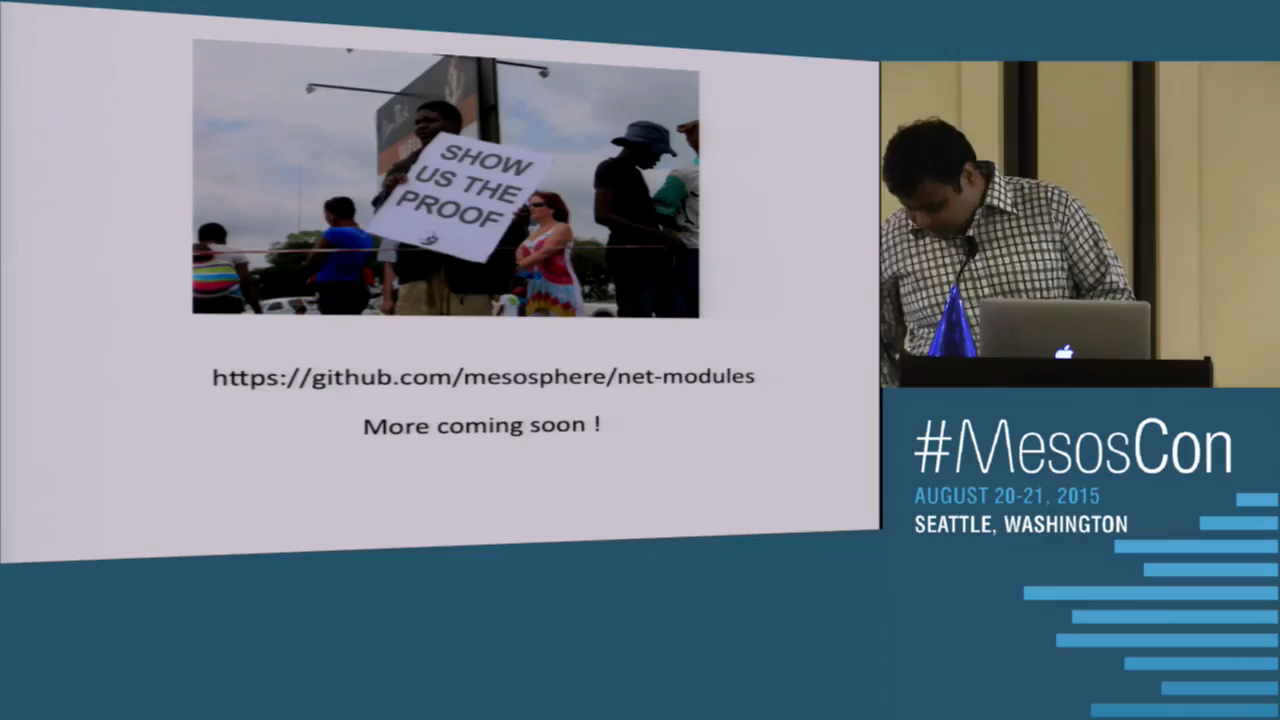 SHOW
US THE
PROOF
https://github.com/mesosphere/net-modules
More coming soon !
#MesosCon
AUGUST 20-21, 2015
SEATTLE, WASHINGTON